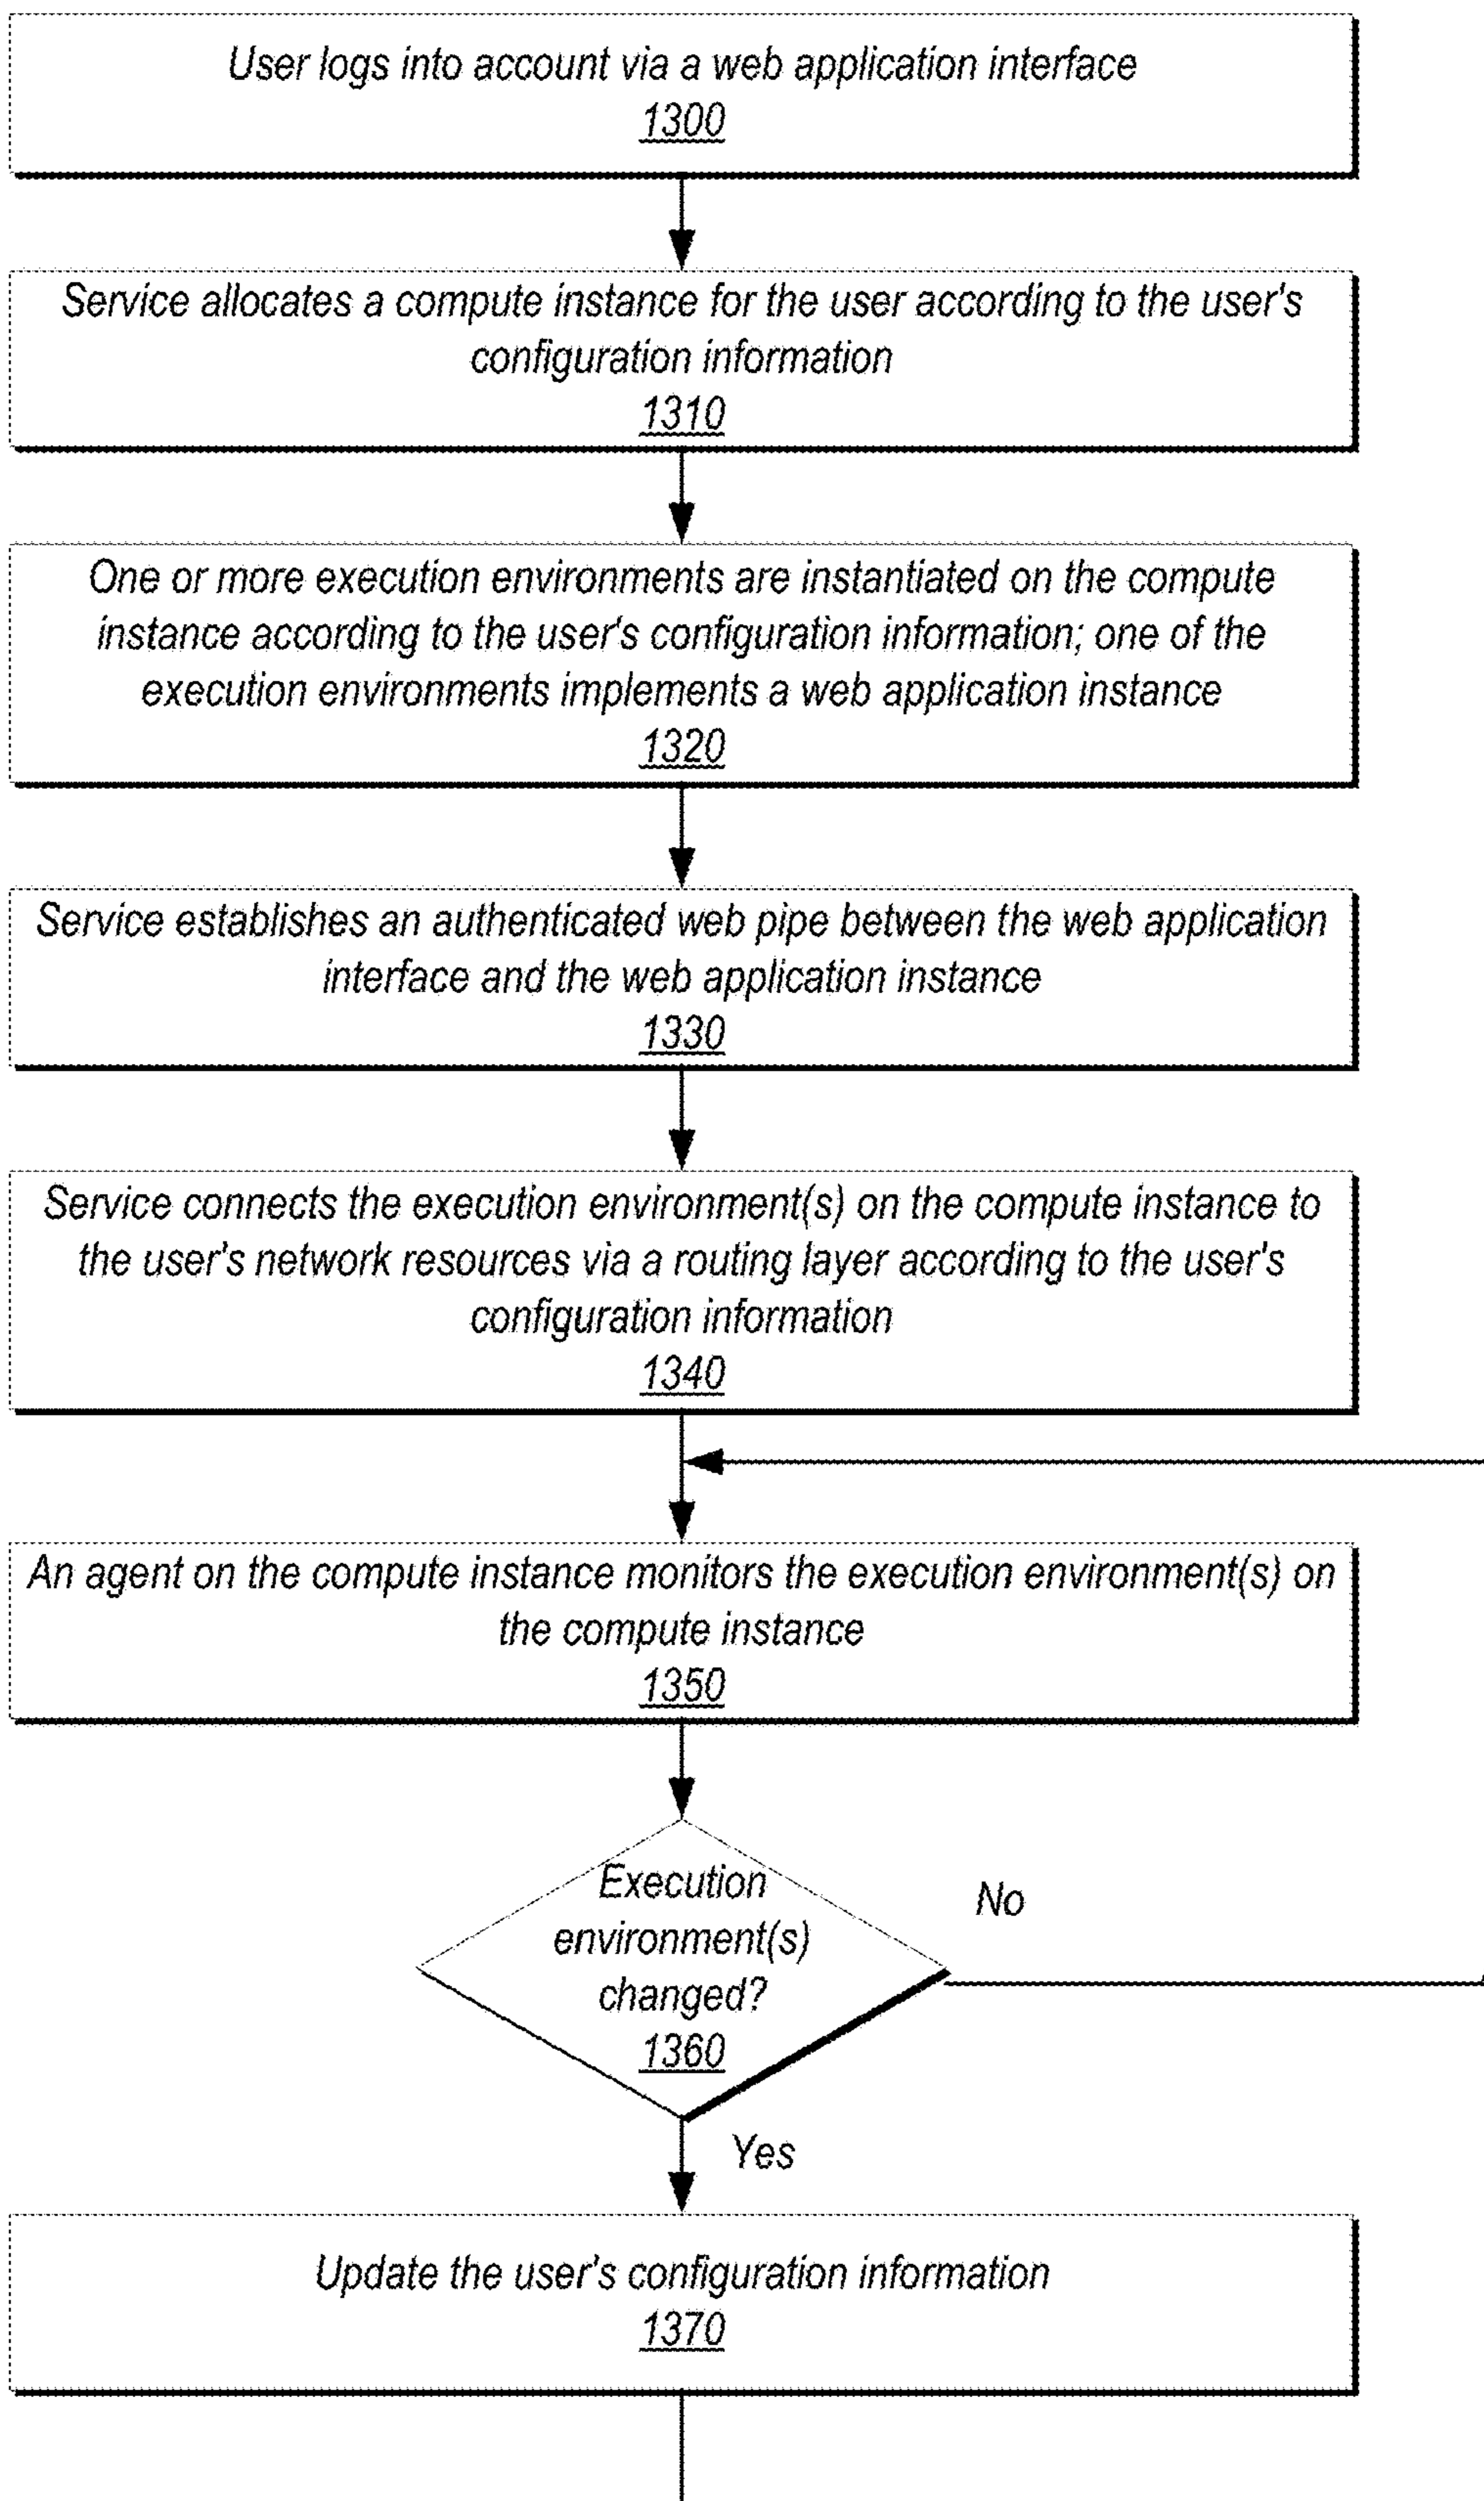 User logs into account via a web application interface
1300
Service allocates a compute instance for the user according to the user's
configuration information
1310
One or more execution environments are instantiated on the compute
instance according to the user's configuration information; one of the
execution environments implements a web application instance
1320
Service establishes an authenticated web pipe between the web application
interface and the web application instance
1330
Service connects the execution environment(s) on the compute instance to
the user's network resources via a routing layer according to the user's
configuration information
1340
An agent on the compute instance monitors the execution environment(s) on
the compute instance
1350
Execution
environment(s)
changed?
1360
No
Yes
Update the user's configuration information
1370